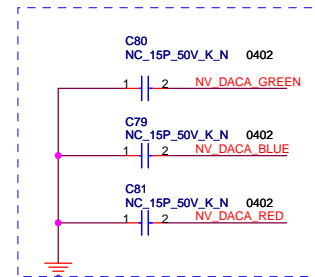 C80
NC_15P_50V_K_N 0402
1 2 NV_DACA_GREEN
C79
NC_15P_50V_K_N 0402
1 2 NV_DACA_BLUE
C81
NC_15P_50V_K_N 0402
1 2 NV_DACA_RED